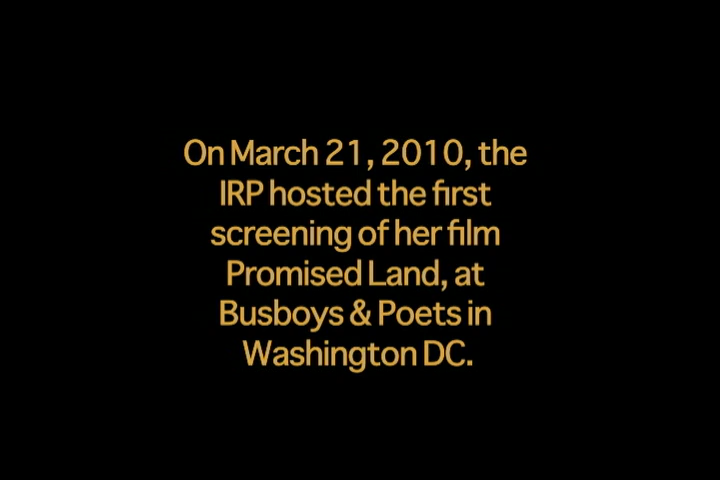 On March 21, 2010, the
IRP hosted the first
screening of her film
Promised Land, at
Busboys & Poets in
Washington DC.